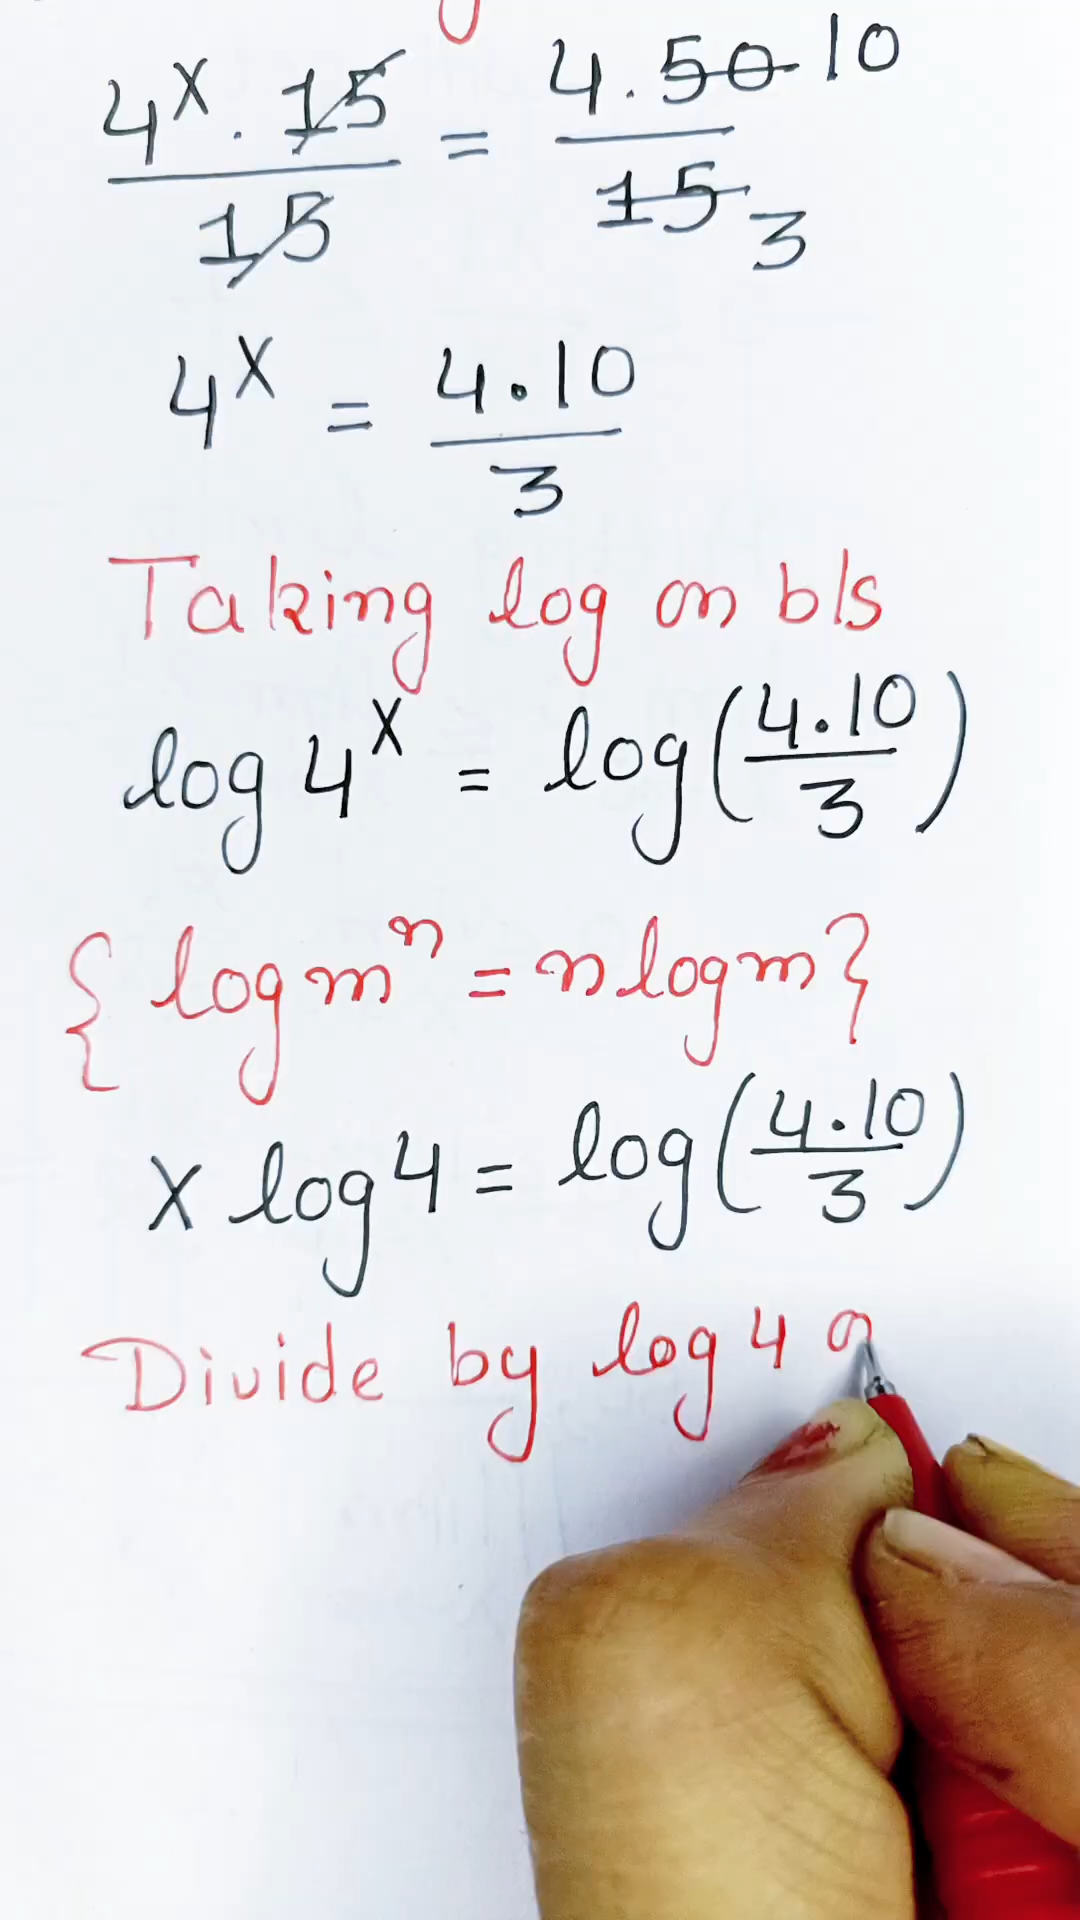 4^x . 15 = 4 . 50 10
15 15 3
4^x = 4.10
3
Taking log on b/s
log 4^x = log(4.10/3)
{ log m^n = n log m }
x log 4 = log(4.10/3)
Divide by log 4